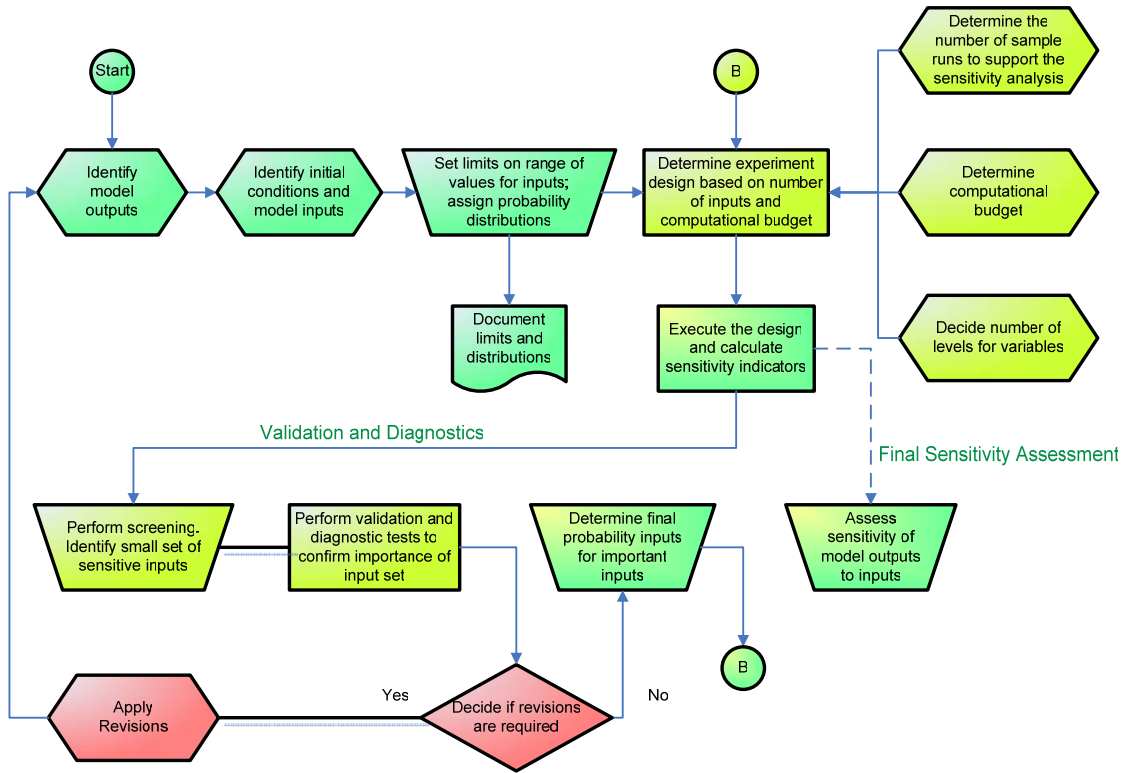 Start
B
Determine the
number of sample
runs to support the
sensitivity analysis
Identify
model
outputs
Identify initial
conditions and
model inputs
Set limits on range of
values for inputs;
assign probability
distributions
Determine experiment
design based on number
of inputs and
computational budget
Determine
computational
budget
Document
limits and
distributions
Execute the design
and calculate
sensitivity indicators
Decide number of
levels for variables
Validation and Diagnostics
Final Sensitivity Assessment
Perform screening.
Identify small set of
sensitive inputs
Perform validation and
diagnostic tests to
confirm importance of
input set
Determine final
probability inputs
for important
inputs
Assess
sensitivity of
model outputs
to inputs
B
Apply
Revisions
Yes
Decide if revisions
are required
No